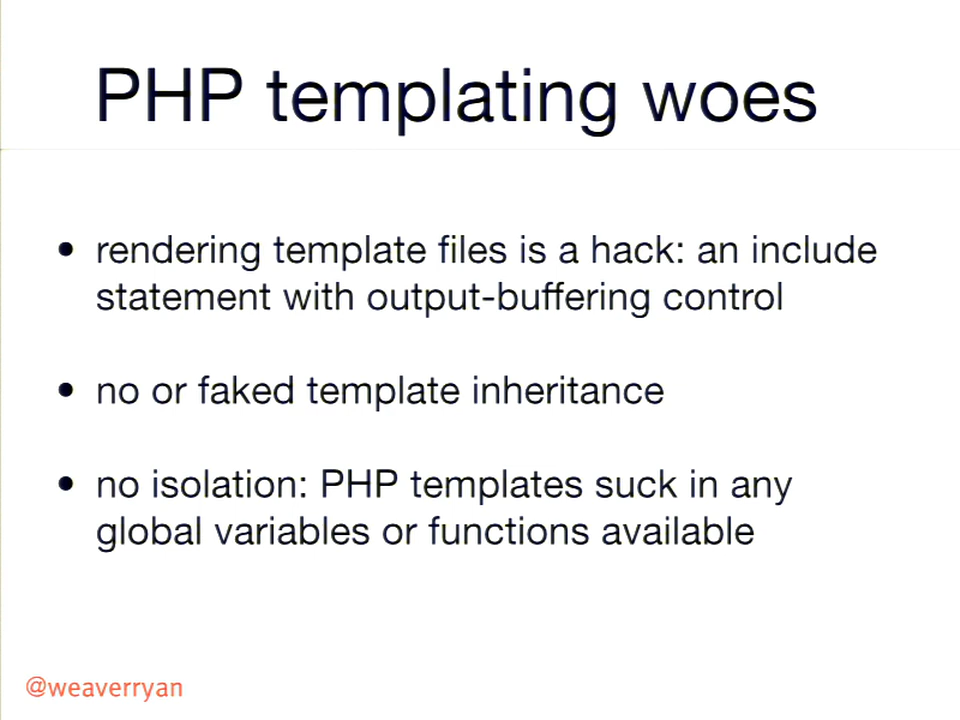 PHP templating woes
• rendering template files is a hack: an include
statement with output-buffering control
• no or faked template inheritance
• no isolation: PHP templates suck in any
global variables or functions available
@weaverryan